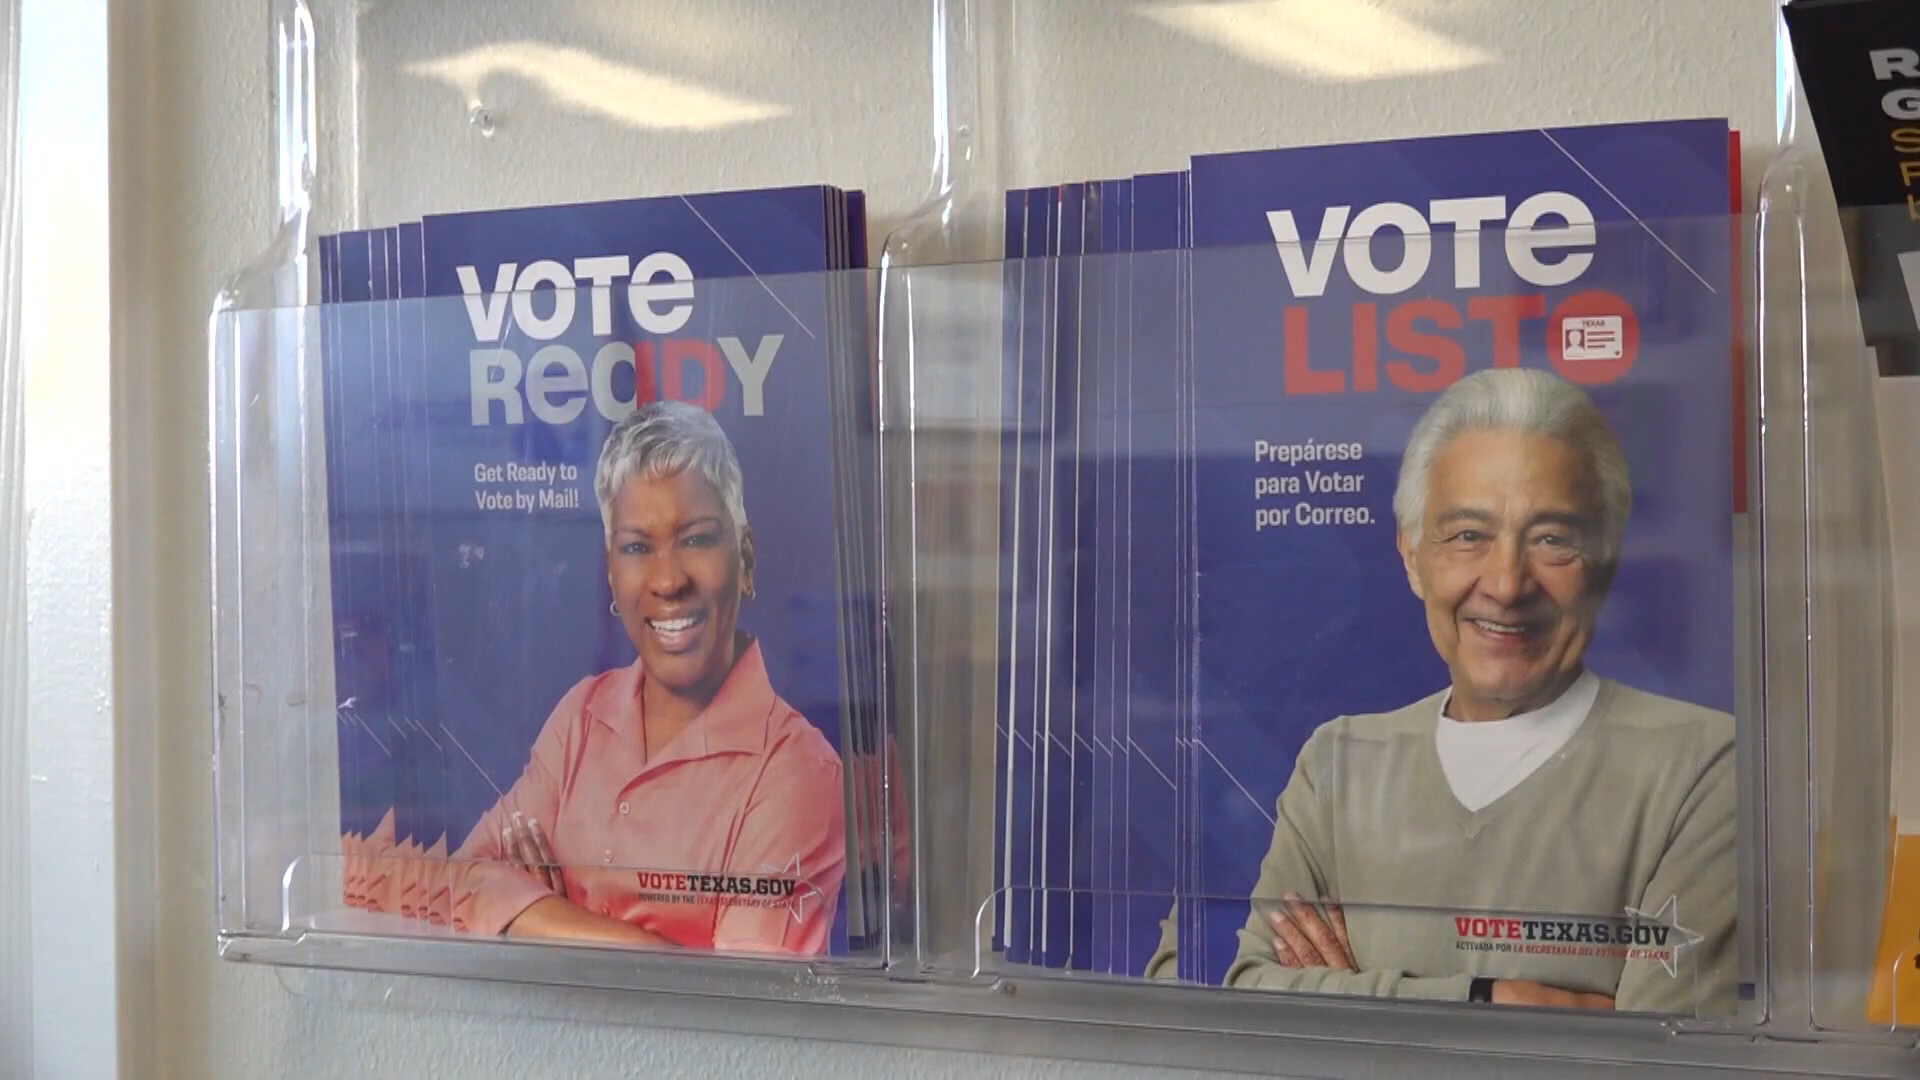 VOTE
READY
Get Ready to
Vote by Mail!
VOTETEXAS.GOV
POWERED BY THE TEXAS SECRETARY OF STATE
VOTE
LISTO
TEXAS
Prepárese
para Votar
por Correo.
VOTETEXAS.GOV
ACTIVADA POR LA SECRETARÍA DEL ESTADO DE TEXAS